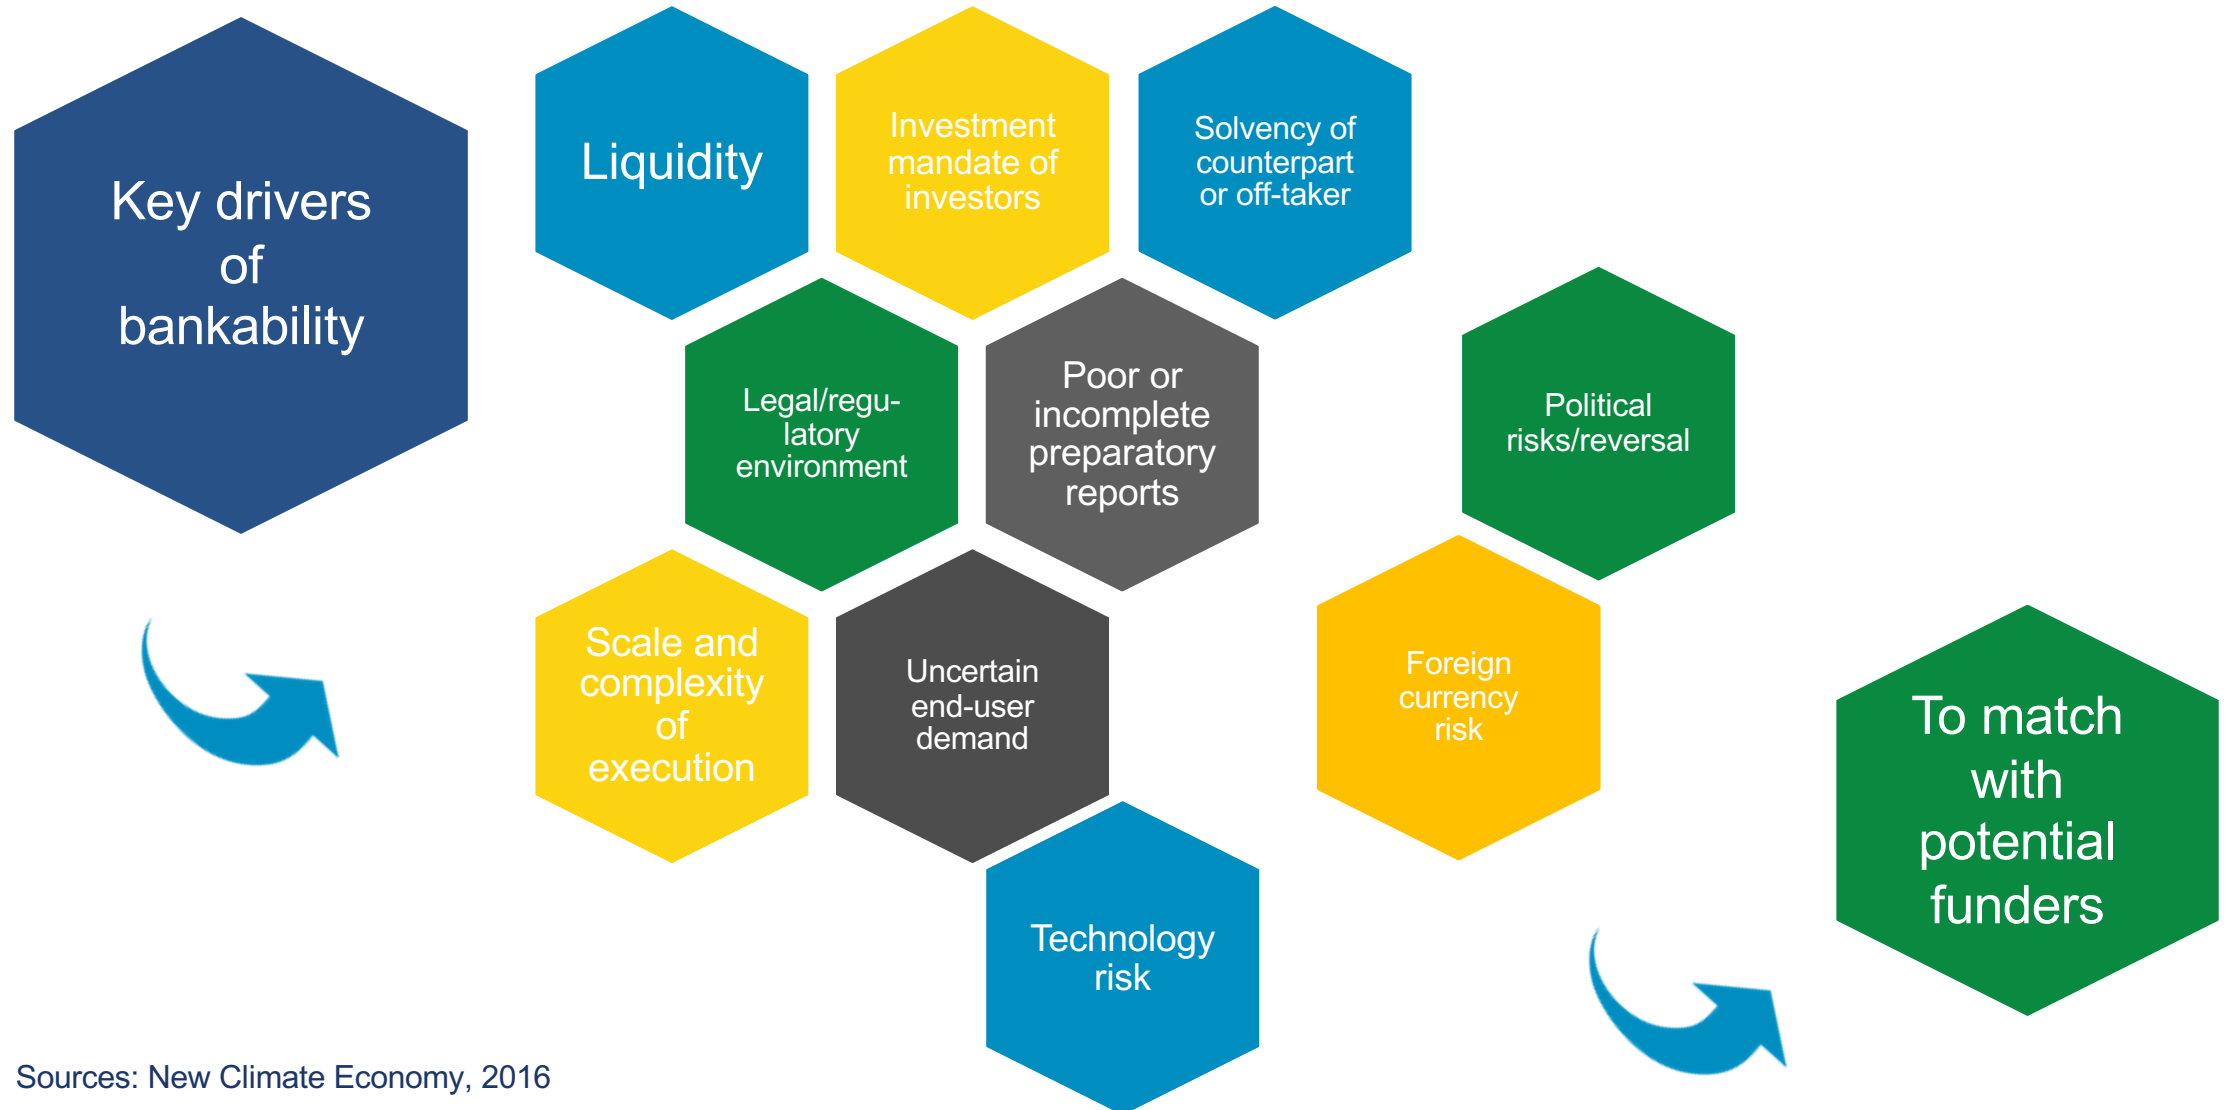 Key drivers
of
bankability
Liquidity
Investment
mandate of
investors
Solvency of
counterpart
or off-taker
Legal/regu-
latory
environment
Poor or
incomplete
preparatory
reports
Political
risks/reversal
Scale and
complexity
of
execution
Uncertain
end-user
demand
Foreign
currency
risk
Technology
risk
To match
with
potential
funders
Sources: New Climate Economy, 2016